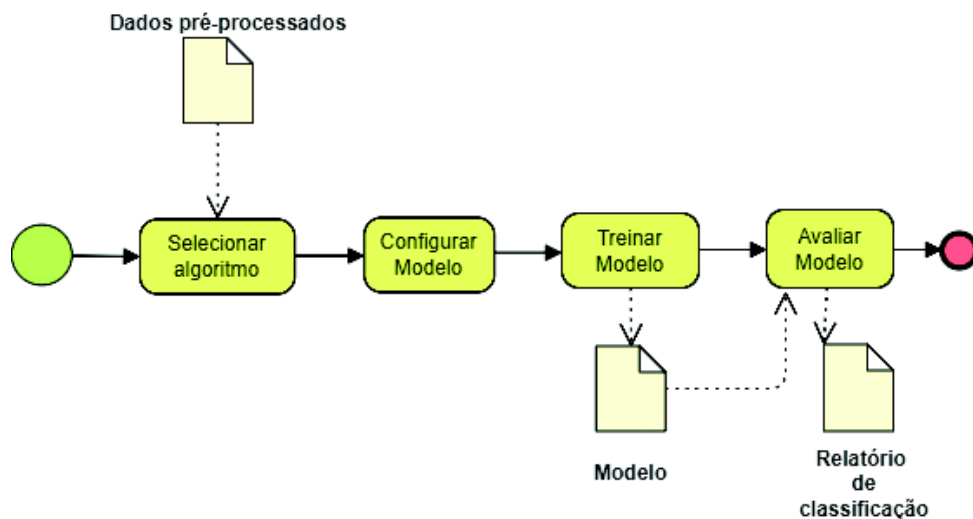 Dados pré-processados
Selecionar
algoritmo
Configurar
Modelo
Treinar
Modelo
Avaliar
Modelo
Modelo
Relatório
de
classificação